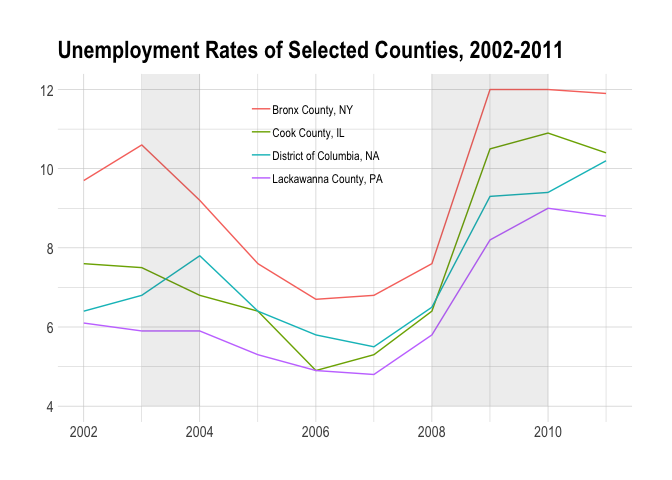 Unemployment Rates of Selected Counties, 2002-2011
12
10
8
6
4
Bronx County, NY
Cook County, IL
District of Columbia, NA
Lackawanna County, PA
2002 2004 2006 2008 2010